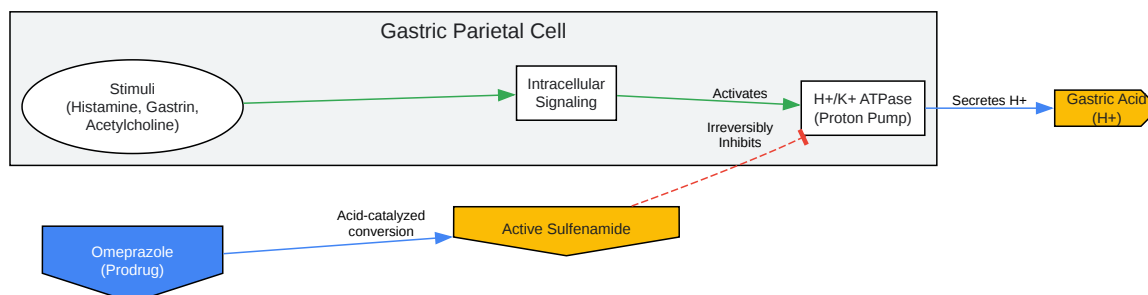 Gastric Parietal Cell
Stimuli
(Histamine, Gastrin,
Acetylcholine)
Intracellular
Signaling
Activates
H+/K+ ATPase
(Proton Pump)
Secretes H+
Gastric Acid
(H+)
Irreversibly
Inhibits
Omeprazole
(Prodrug)
Acid-catalyzed
conversion
Active Sulfenamide